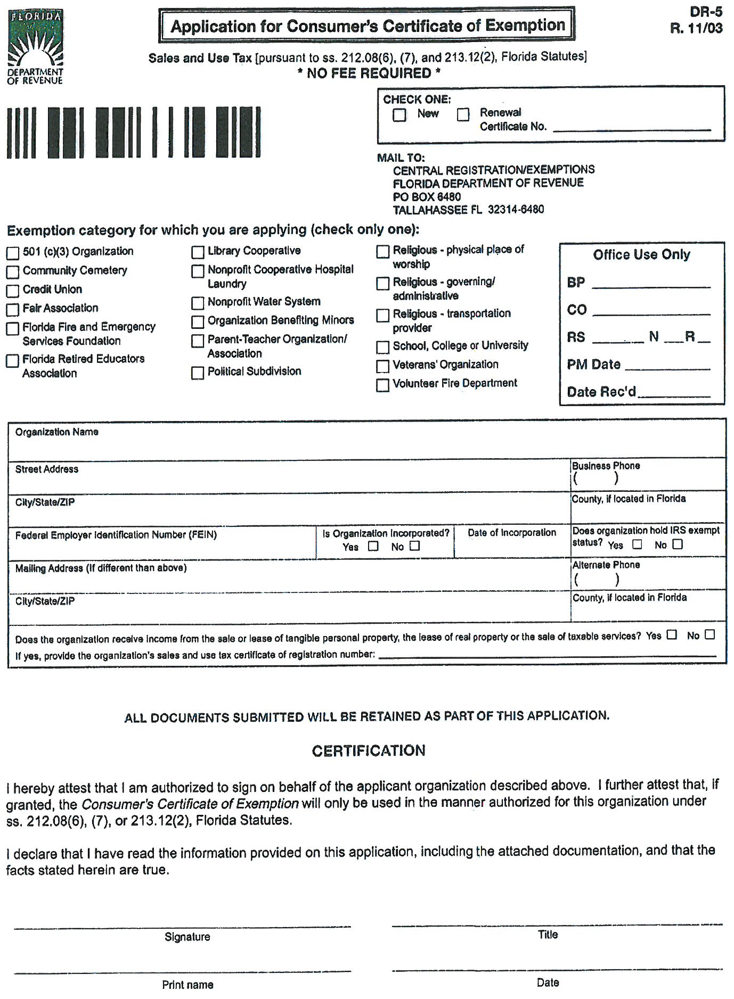 FLORIDA
DEPARTMENT
OF REVENUE
Application for Consumer's Certificate of Exemption
DR-5
R. 11/03
Sales and Use Tax [pursuant to ss. 212.08(6), (7), and 213.12(2), Florida Statutes]
* NO FEE REQUIRED *
CHECK ONE:
New
Renewal
Certificate No.
MAIL TO:
CENTRAL REGISTRATION/EXEMPTIONS
FLORIDA DEPARTMENT OF REVENUE
PO BOX 6480
TALLAHASSEE FL 32314-6480
Exemption category for which you are applying (check only one):
501 (c)(3) Organization
Community Cemetery
Credit Union
Fair Association
Florida Fire and Emergency
Services Foundation
Florida Retired Educators
Association
Library Cooperative
Nonprofit Cooperative Hospital
Laundry
Nonprofit Water System
Organization Benefiting Minors
Parent-Teacher Organization/
Association
Political Subdivision
Religious - physical place of
worship
Religious - governing/
administrative
Religious - transportation
provider
School, College or University
Veterans' Organization
Volunteer Fire Department
Office Use Only
BP
CO
RS N R
PM Date
Date Rec'd
Organization Name
Street Address
Business Phone
( )
City/State/ZIP
County, if located in Florida
Federal Employer Identification Number (FEIN)
Is Organization Incorporated?
Yes No
Date of Incorporation
Does organization hold IRS exempt
status? Yes No
Mailing Address (if different than above)
Alternate Phone
( )
City/State/ZIP
County, if located in Florida
Does the organization receive income from the sale or lease of tangible personal property, the lease of real property or the sale of taxable services? Yes No
If yes, provide the organization's sales and use tax certificate of registration number:
ALL DOCUMENTS SUBMITTED WILL BE RETAINED AS PART OF THIS APPLICATION.
CERTIFICATION
I hereby attest that I am authorized to sign on behalf of the applicant organization described above. I further attest that, if
granted, the Consumer's Certificate of Exemption will only be used in the manner authorized for this organization under
ss. 212.08(6), (7), or 213.12(2), Florida Statutes.
I declare that I have read the information provided on this application, including the attached documentation, and that the
facts stated herein are true.
Signature
Title
Print name
Date